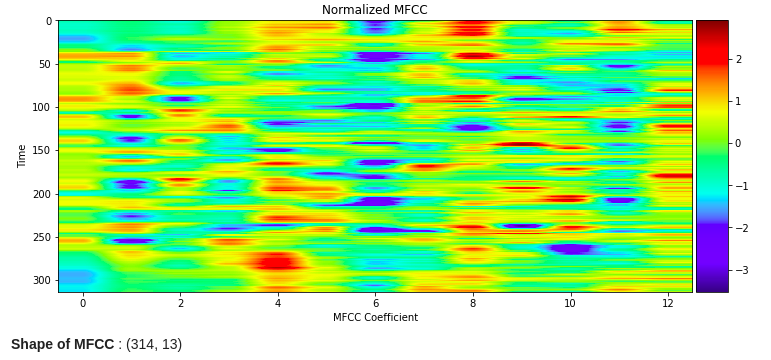 Normalized MFCC
0
50
100
150
200
250
300
Time
0 2 4 6 8 10 12
MFCC Coefficient
2
1
0
−1
−2
−3
Shape of MFCC : (314, 13)